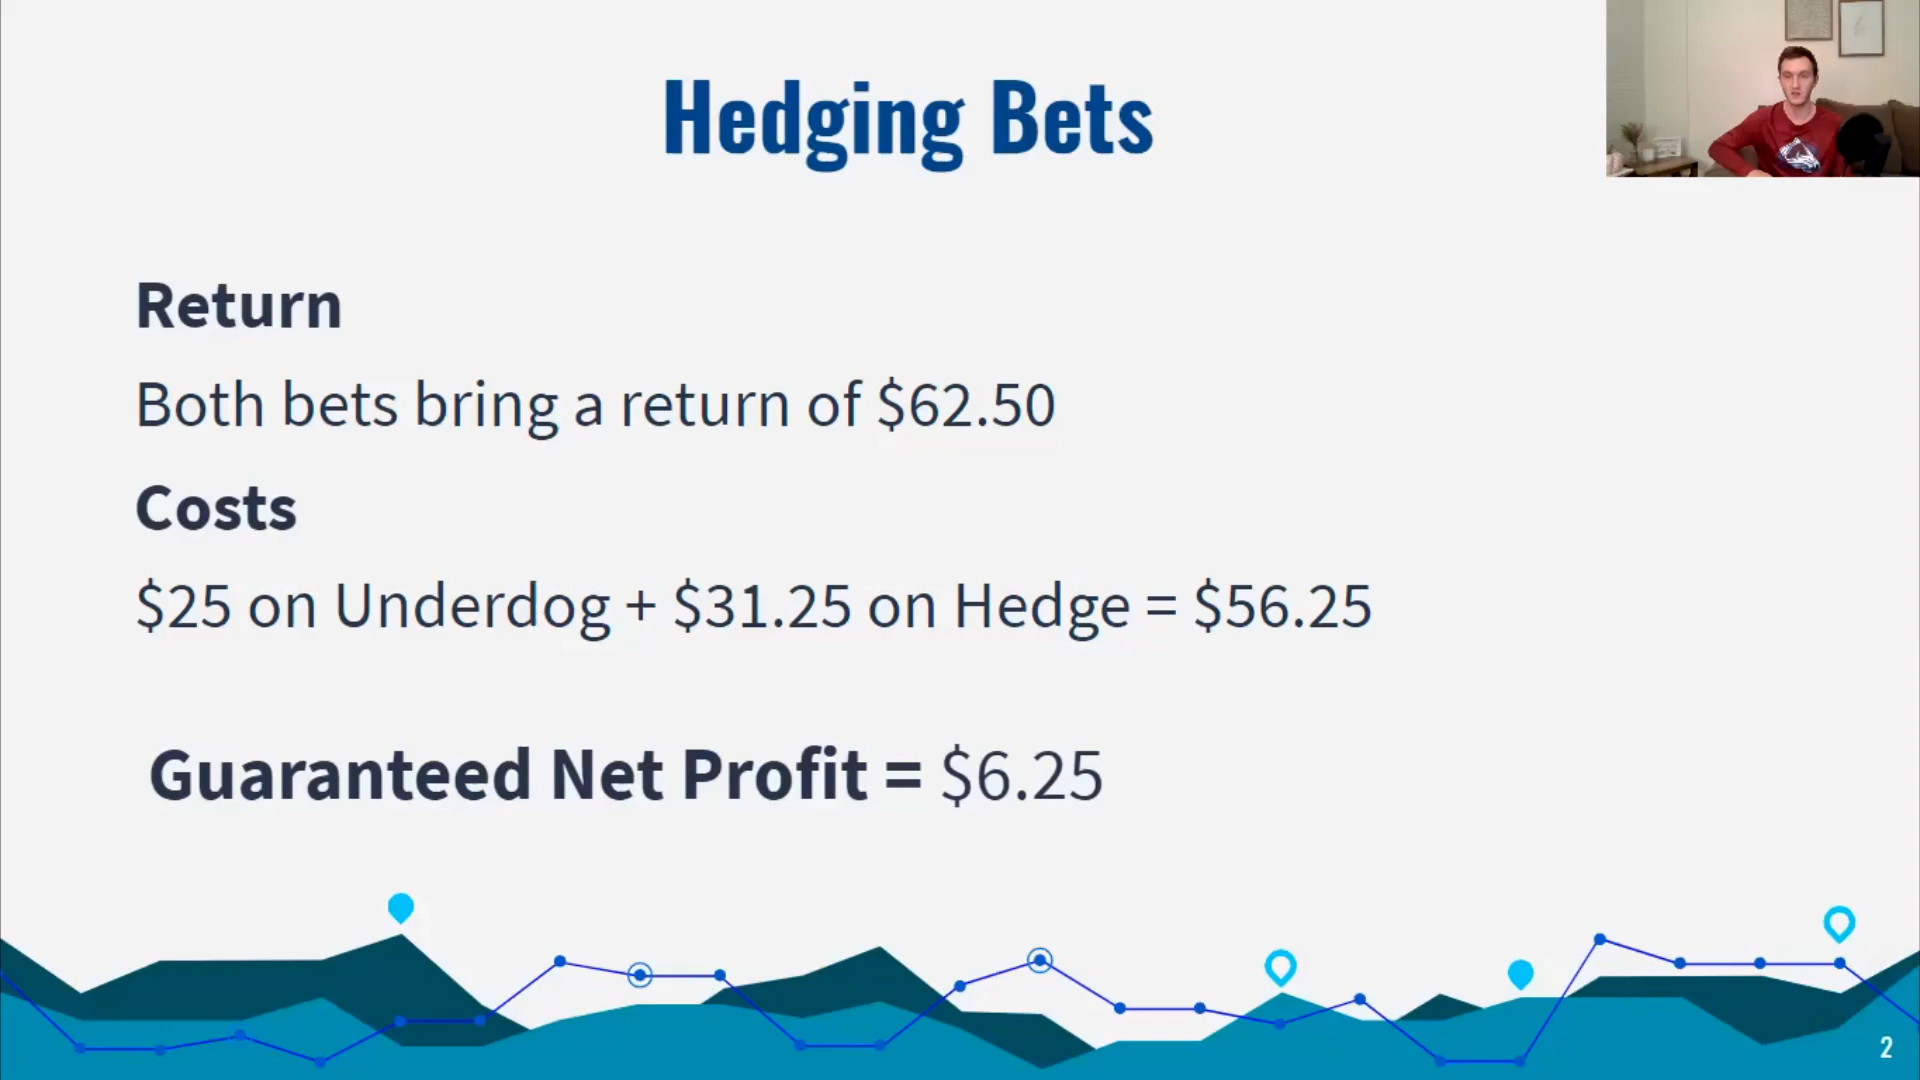 Hedging Bets
Return
Both bets bring a return of $62.50
Costs
$25 on Underdog + $31.25 on Hedge = $56.25
Guaranteed Net Profit = $6.25
2